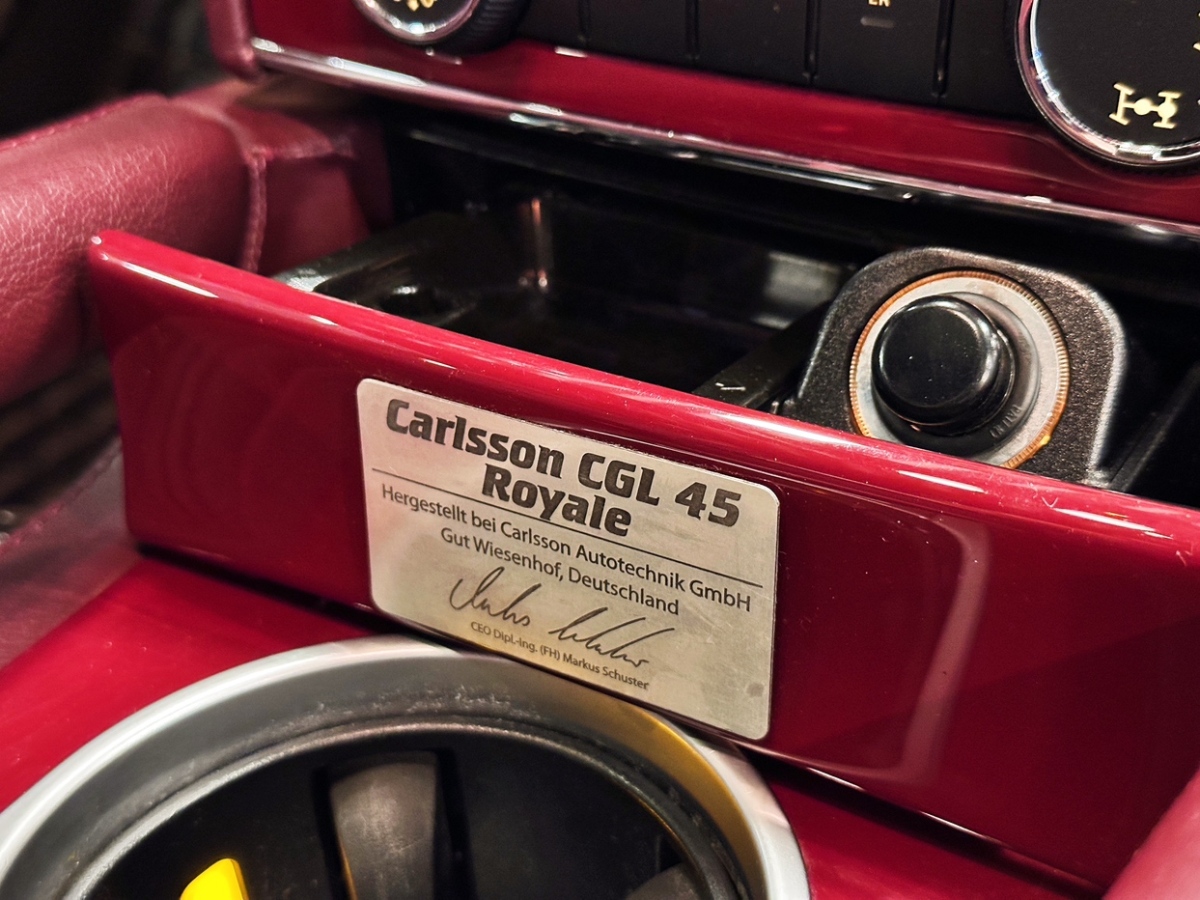 Carlsson CGL 45
Royale
Hergestellt bei Carlsson Autotechnik GmbH
Gut Wiesenhof, Deutschland
CEO Dipl.-Ing. (FH) Markus Schuster